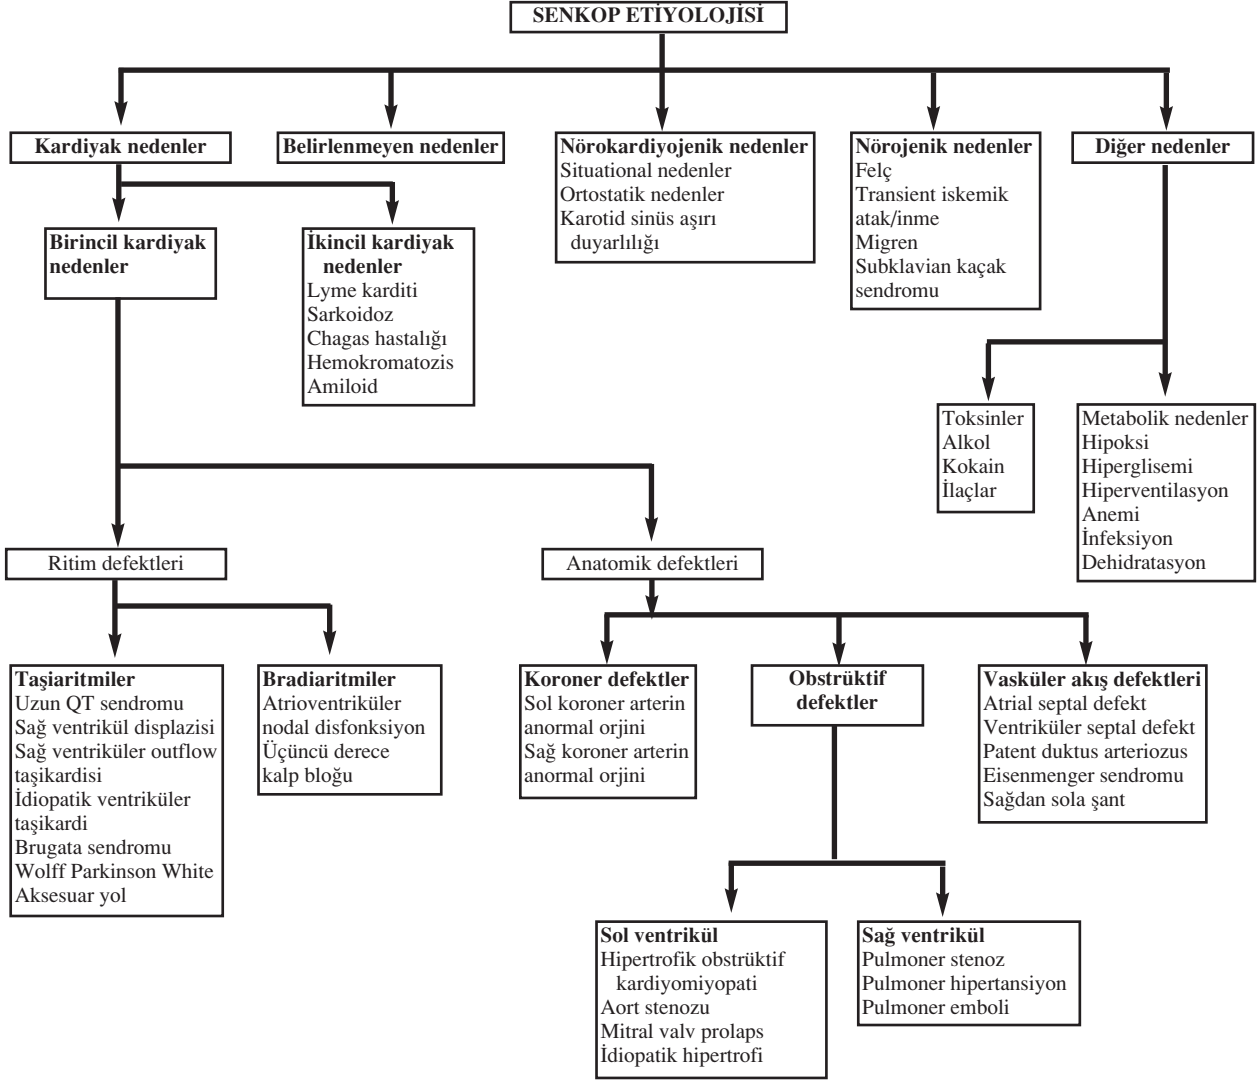 SENKOP ETİYOLOJİSİ
Kardiyak nedenler
Belirlenmeyen nedenler
Nörokardiyojenik nedenler
Situational nedenler
Ortostatik nedenler
Karotid sinüs aşırı
duyarlılığı
Nörojenik nedenler
Felç
Transient iskemik
atak/inme
Migren
Subklavian kaçak
sendromu
Diğer nedenler
Birincil kardiyak
nedenler
İkincil kardiyak
nedenler
Lyme karditi
Sarkoidoz
Chagas hastalığı
Hemokromatozis
Amiloid
Toksinler
Alkol
Kokain
İlaçlar
Metabolik nedenler
Hipoksi
Hiperglisemi
Hiperventilasyon
Anemi
İnfeksiyon
Dehidratasyon
Ritim defektleri
Anatomik defektleri
Taşiaritmiler
Uzun QT sendromu
Sağ ventrikül displazisi
Sağ ventriküler outflow
taşikardisi
İdiopatik ventriküler
taşikardi
Brugata sendromu
Wolff Parkinson White
Aksesuar yol
Bradiaritmiler
Atrioventriküler
nodal disfonksiyon
Üçüncü derece
kalp bloğu
Koroner defektler
Sol koroner arterin
anormal orjini
Sağ koroner arterin
anormal orjini
Obstrüktif
defektler
Vasküler akış defektleri
Atrial septal defekt
Ventriküler septal defekt
Patent duktus arteriozus
Eisenmenger sendromu
Sağdan sola şant
Sol ventrikül
Hipertrofik obstrüktif
kardiyomiyopati
Aort stenozu
Mitral valv prolaps
İdiopatik hipertrofi
Sağ ventrikül
Pulmoner stenoz
Pulmoner hipertansiyon
Pulmoner emboli